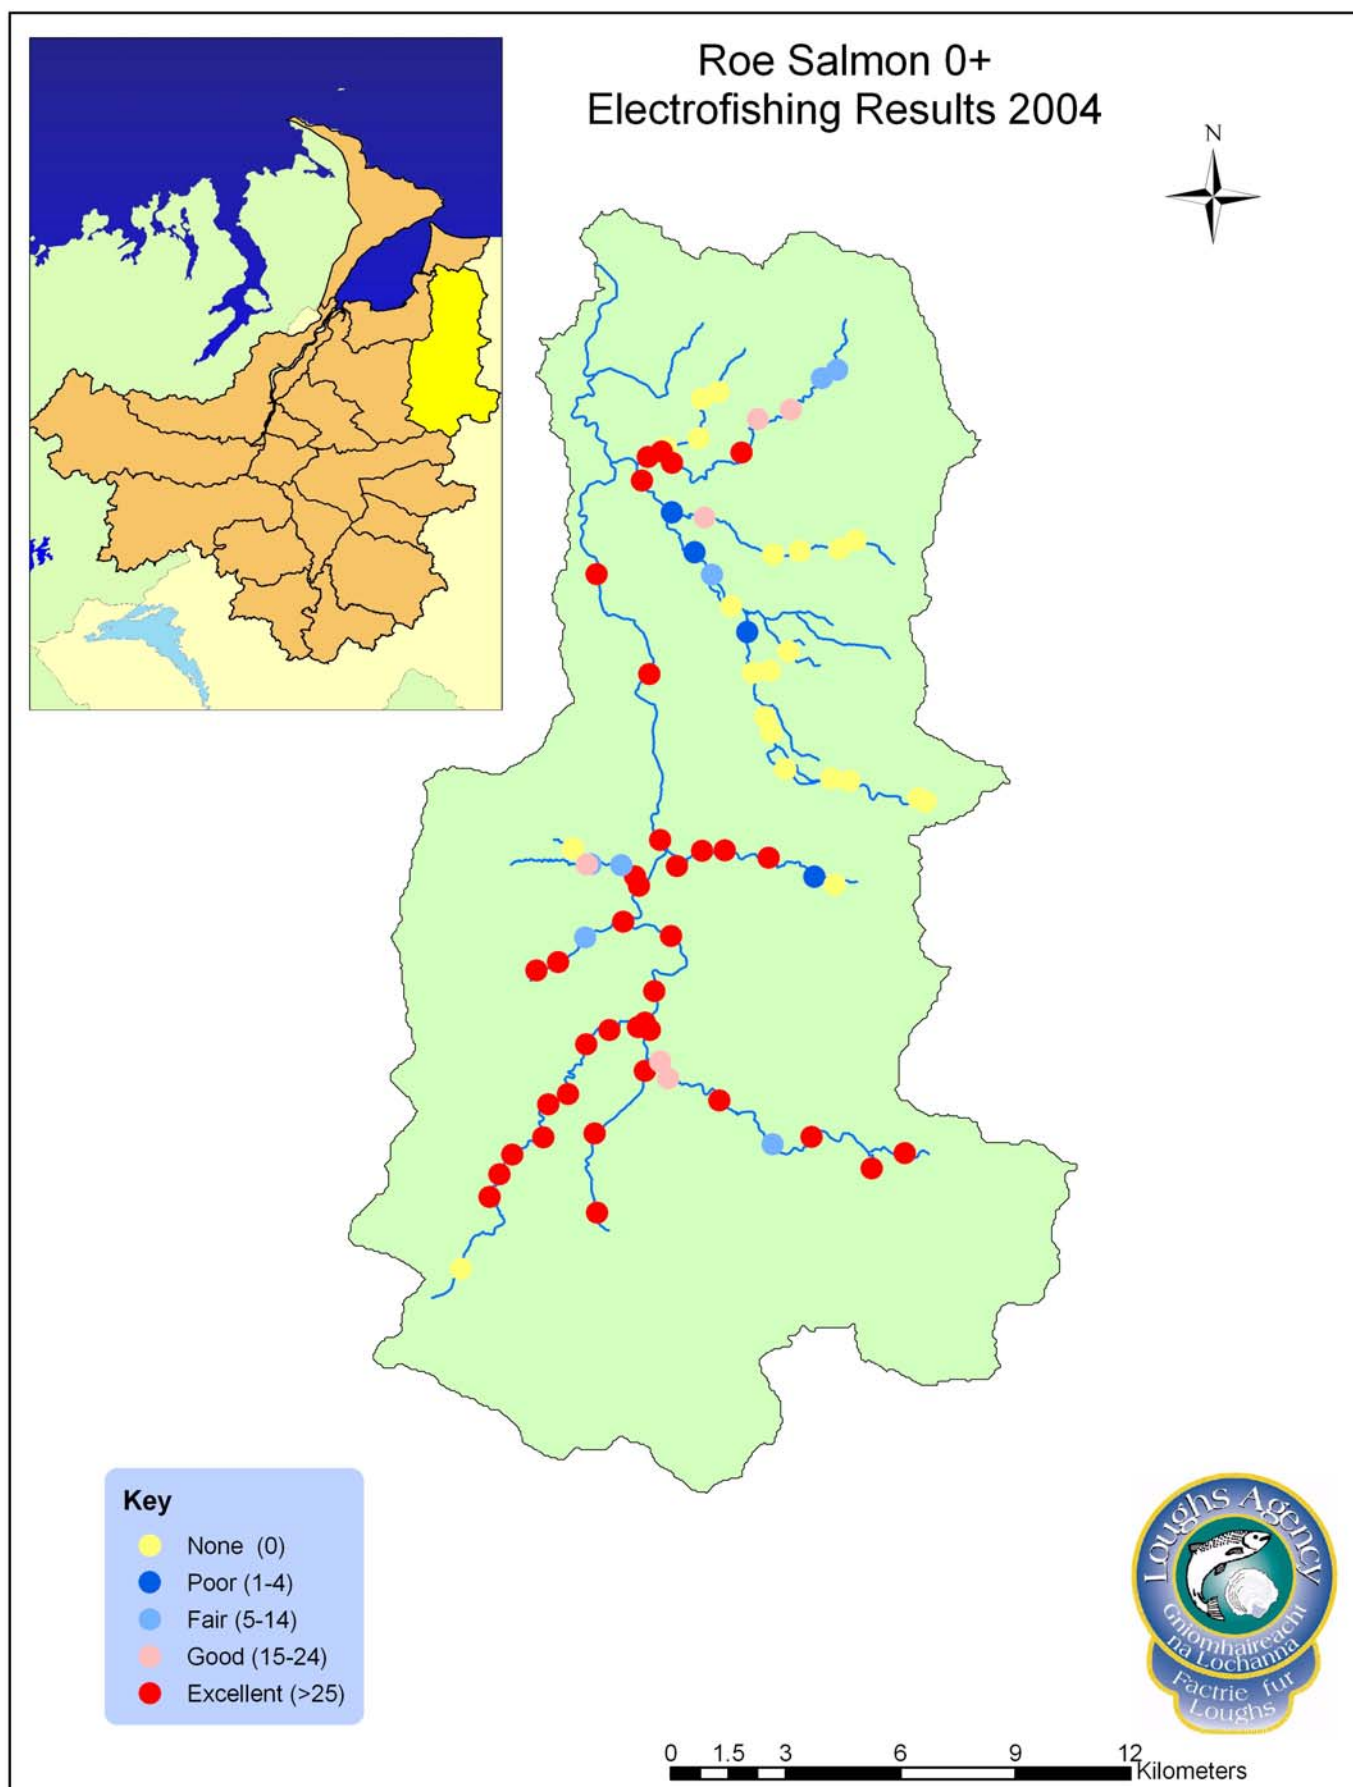 Roe Salmon 0+
Electrofishing Results 2004
N
Key
None (0)
Poor (1-4)
Fair (5-14)
Good (15-24)
Excellent (>25)
Loughs Agency
Gníomhaireacht
na Lochanna
Factrie fur
Loughs
0 1.5 3 6 9 12
Kilometers